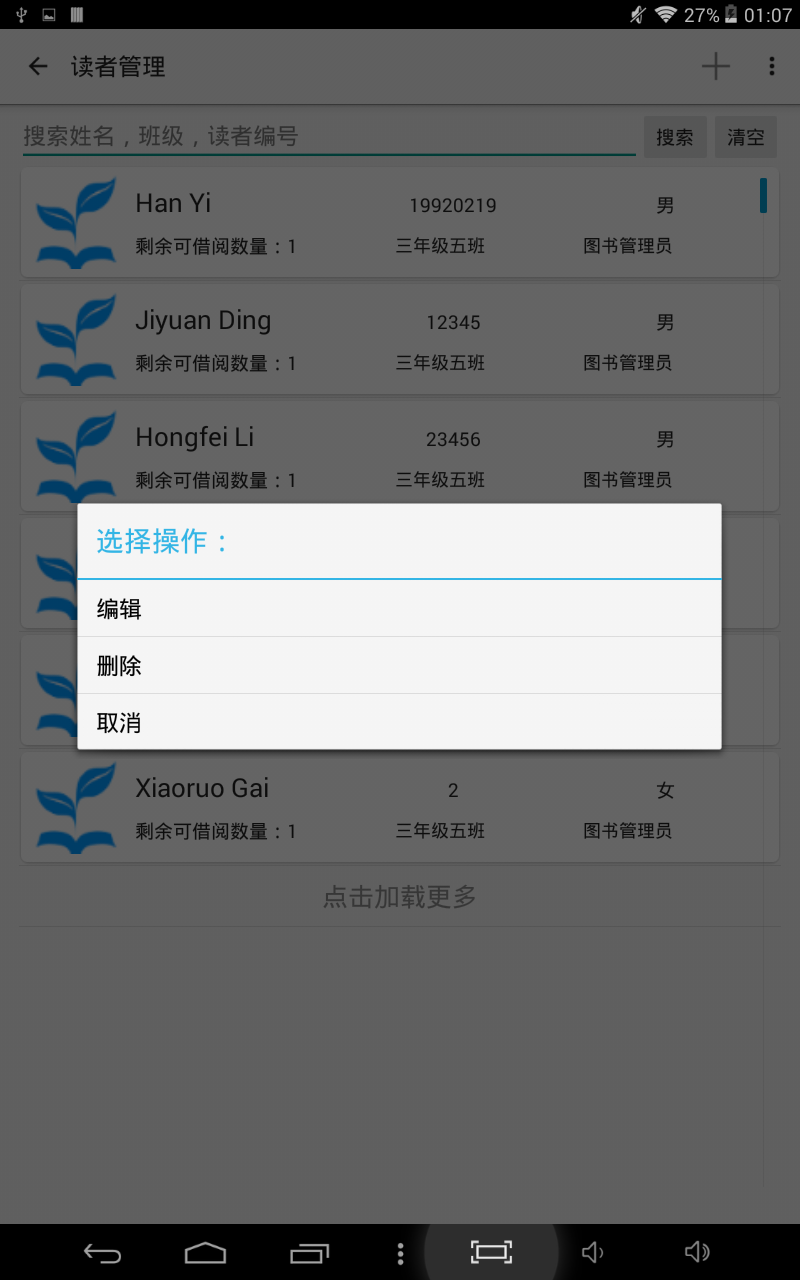 27% 01:07
读者管理
搜索姓名，班级，读者编号 搜索 清空
Han Yi 19920219 男
剩余可借阅数量：1 三年级五班 图书管理员
Jiyuan Ding 12345 男
剩余可借阅数量：1 三年级五班 图书管理员
Hongfei Li 23456 男
剩余可借阅数量：1 三年级五班 图书管理员
选择操作：
编辑
删除
取消
Xiaoruo Gai 2 女
剩余可借阅数量：1 三年级五班 图书管理员
点击加载更多